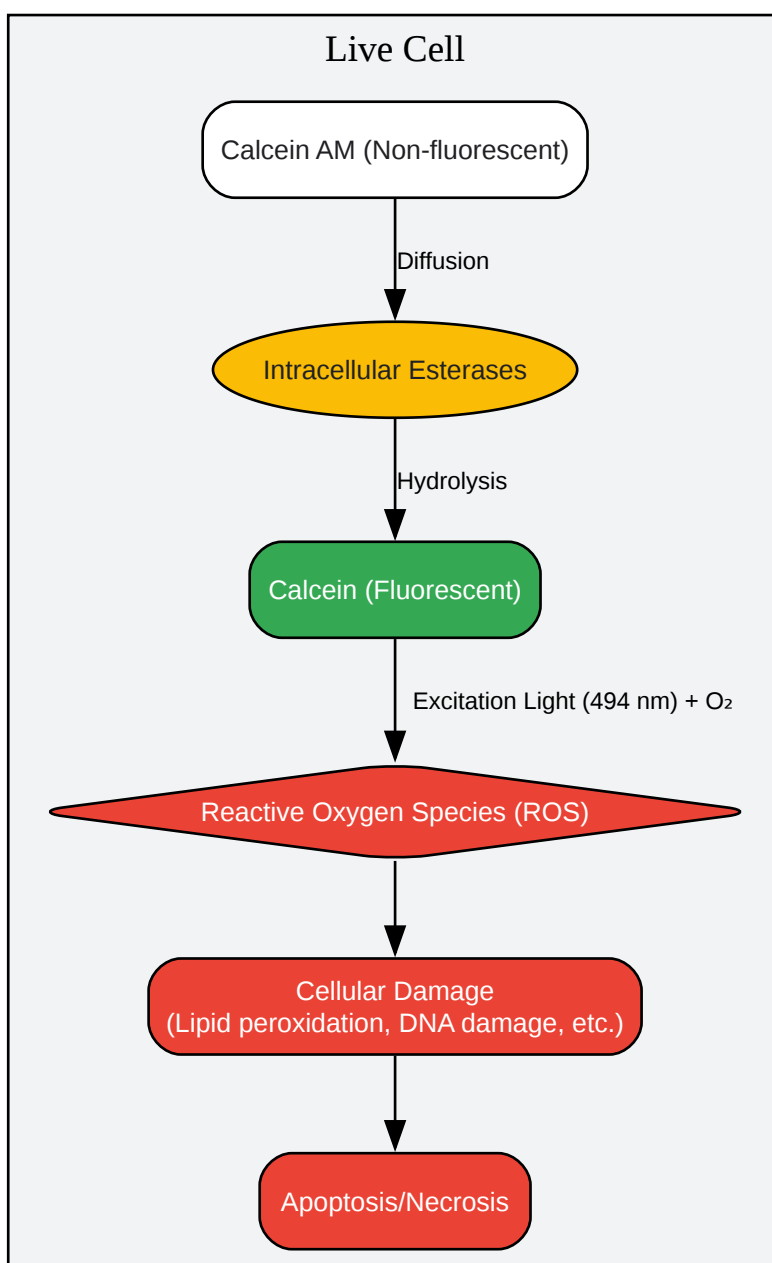 Live Cell
Calcein AM (Non-fluorescent)
Diffusion
Intracellular Esterases
Hydrolysis
Calcein (Fluorescent)
Excitation Light (494 nm) + O₂
Reactive Oxygen Species (ROS)
Cellular Damage
(Lipid peroxidation, DNA damage, etc.)
Apoptosis/Necrosis